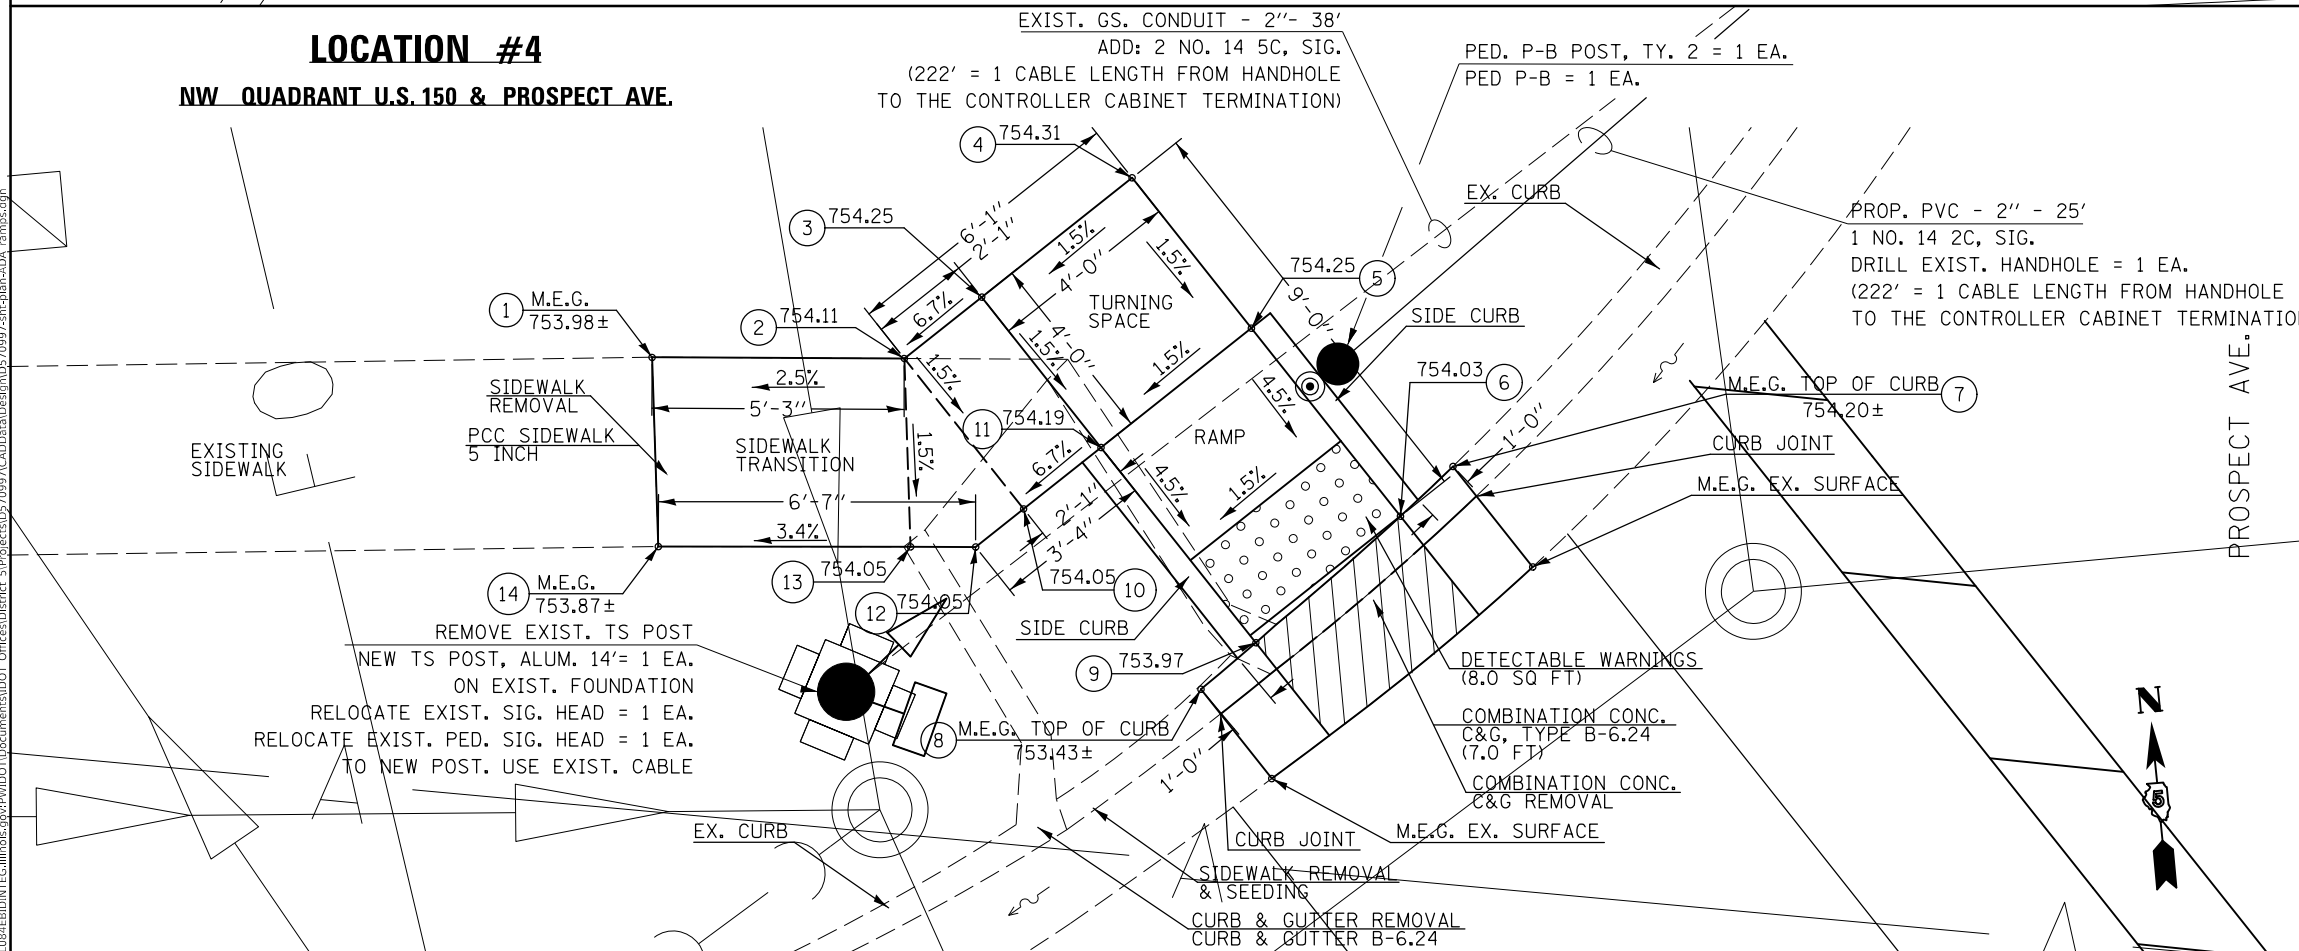 LOCATION #4
NW QUADRANT U.S. 150 & PROSPECT AVE.
EXIST. GS. CONDUIT - 2''- 38'
ADD: 2 NO. 14 5C, SIG.
(222' = 1 CABLE LENGTH FROM HANDHOLE
TO THE CONTROLLER CABINET TERMINATION)
PED. P-B POST, TY. 2 = 1 EA.
PED P-B = 1 EA.
4 754.31
3 754.25
6'-1''
2'-1''
1.5%
4'-0''
1.5%
EX. CURB
PROP. PVC - 2'' - 25'
1 NO. 14 2C, SIG.
DRILL EXIST. HANDHOLE = 1 EA.
(222' = 1 CABLE LENGTH FROM HANDHOLE
TO THE CONTROLLER CABINET TERMINATIO
1 M.E.G.
753.98±
2 754.11
6.7%
TURNING
SPACE
754.25 5
9'-0''
SIDE CURB
1.5%
4'-0''
1.5%
1.5%
2.5%
5'-3''
SIDEWALK
REMOVAL
PCC SIDEWALK
5 INCH
EXISTING
SIDEWALK
SIDEWALK
TRANSITION
1.5%
11 754.19
6.7%
RAMP
4.5%
4.5%
1.5%
754.03 6
M.E.G. TOP OF CURB 7
754.20±
1'-0''
CURB JOINT
M.E.G. EX. SURFACE
PROSPECT AVE.
6'-7''
3.4%
2'-1''
3'-4''
13 754.05
754.05 10
12 754.05
14 M.E.G.
753.87±
SIDE CURB
9 753.97
8 M.E.G. TOP OF CURB
753.43±
1'-0''
REMOVE EXIST. TS POST
NEW TS POST, ALUM. 14'= 1 EA.
ON EXIST. FOUNDATION
RELOCATE EXIST. SIG. HEAD = 1 EA.
RELOCATE EXIST. PED. SIG. HEAD = 1 EA.
TO NEW POST. USE EXIST. CABLE
DETECTABLE WARNINGS
(8.0 SQ FT)
COMBINATION CONC.
C&G, TYPE B-6.24
(7.0 FT)
COMBINATION CONC.
C&G REMOVAL
M.E.G. EX. SURFACE
CURB JOINT
EX. CURB
SIDEWALK REMOVAL
& SEEDING
CURB & GUTTER REMOVAL
CURB & GUTTER B-6.24
N
5